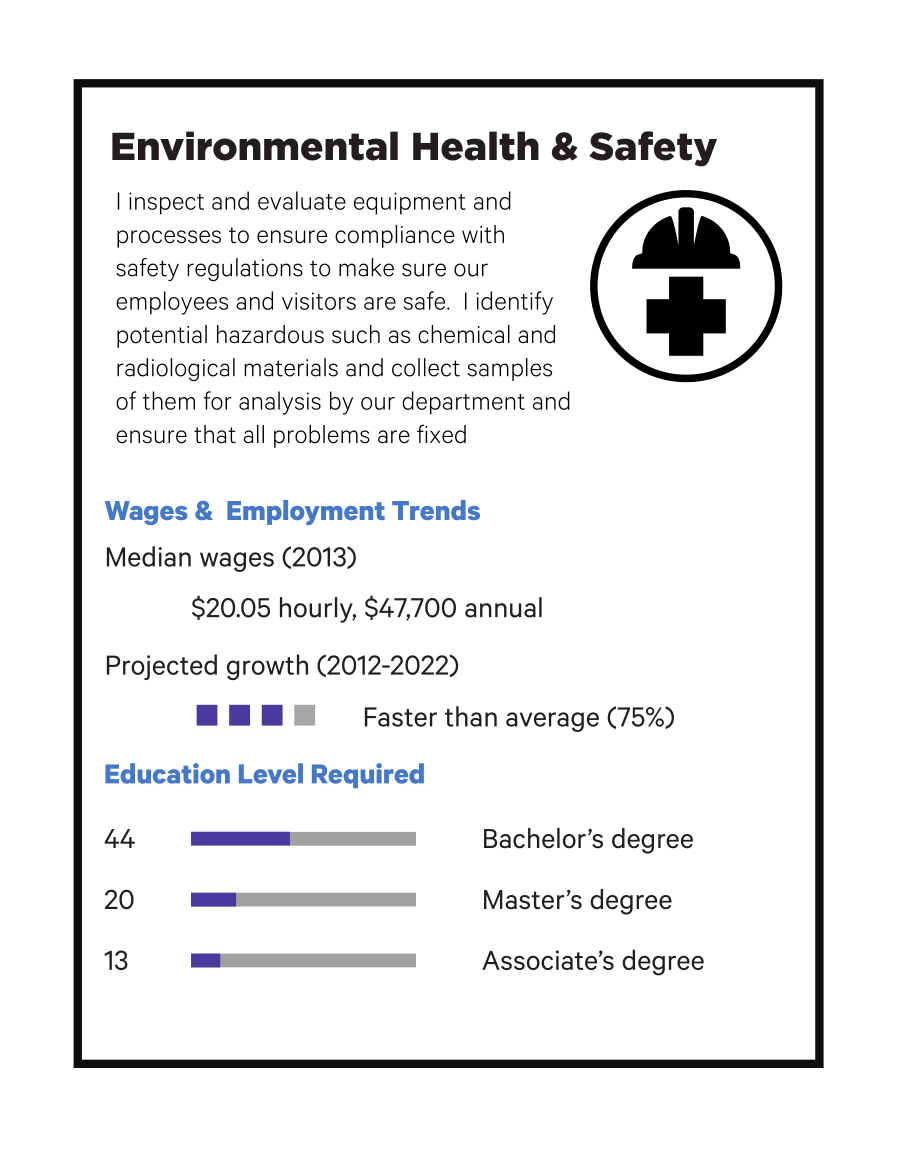 Environmental Health & Safety
I inspect and evaluate equipment and
processes to ensure compliance with
safety regulations to make sure our
employees and visitors are safe.  I identify
potential hazardous such as chemical and
radiological materials and collect samples
of them for analysis by our department and
ensure that all problems are fixed
Wages &  Employment Trends
Median wages (2013)
$20.05 hourly, $47,700 annual
Projected growth (2012-2022)
Faster than average (75%)
Education Level Required
44 Bachelor’s degree
20 Master’s degree
13 Associate’s degree